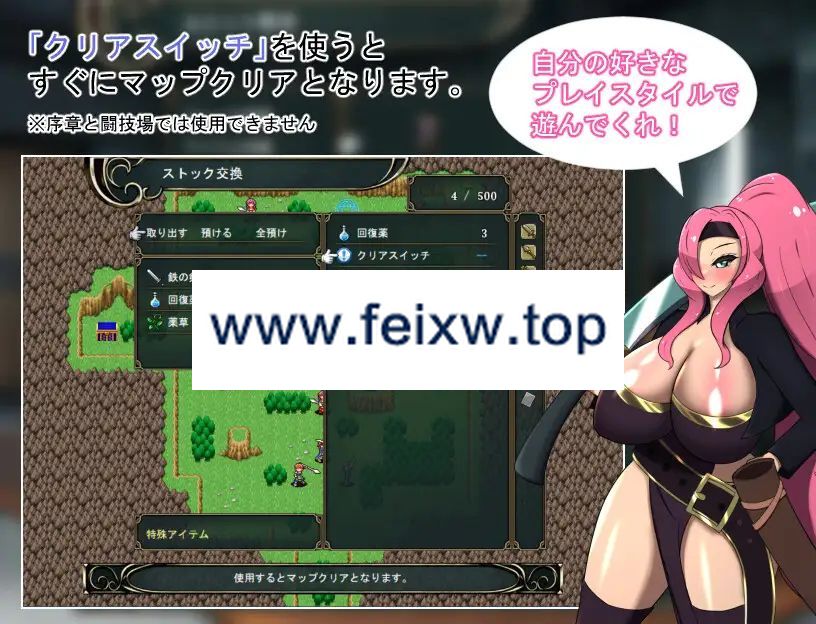 「クリアスイッチ」を使うと
すぐにマップクリアとなります。
※序章と闘技場では使用できません
自分の好きな
プレイスタイルで
遊んでくれ！
ストック交換
4 / 500
取り出す 預ける 全預け
回復薬 3
クリアスイッチ
鉄の
回復
薬草
www.feixw.top
特殊アイテム
使用するとマップクリアとなります。